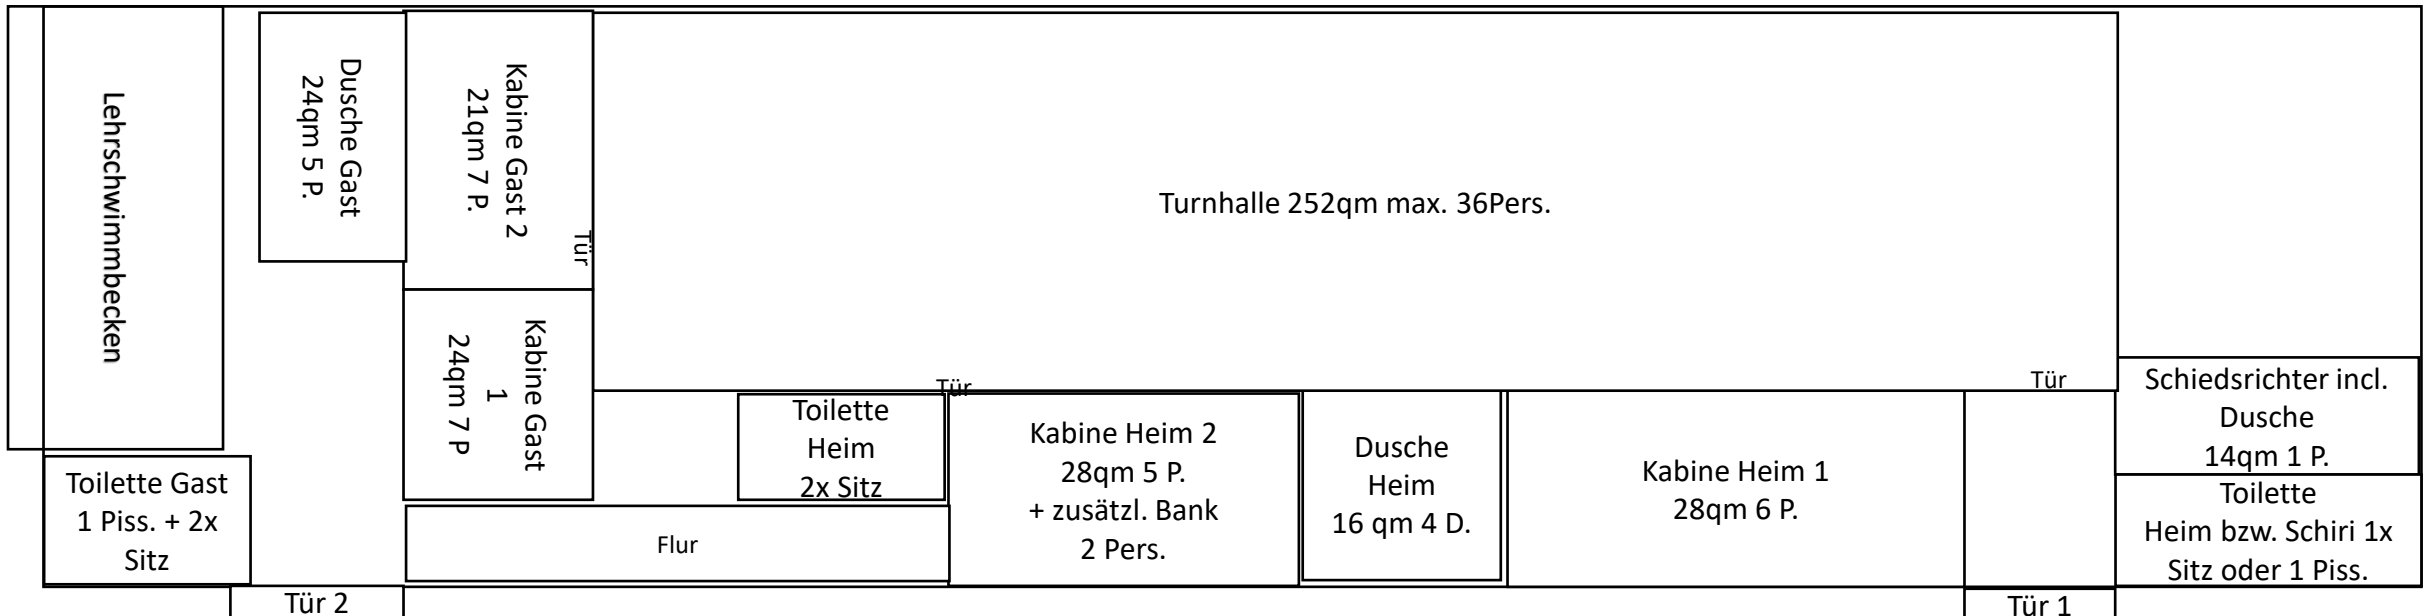 Lehrschwimmbecken
Dusche Gast
24qm 5 P.
Kabine Gast 2
21qm 7 P.
Tür
Turnhalle 252qm max. 36Pers.
Kabine Gast
1
24qm 7 P
Tür
Tür
Toilette Gast
1 Piss. + 2x
Sitz
Toilette
Heim
2x Sitz
Flur
Kabine Heim 2
28qm 5 P.
+ zusätzl. Bank
2 Pers.
Dusche
Heim
16 qm 4 D.
Kabine Heim 1
28qm 6 P.
Schiedsrichter incl.
Dusche
14qm 1 P.
Toilette
Heim bzw. Schiri 1x
Sitz oder 1 Piss.
Tür 2
Tür 1